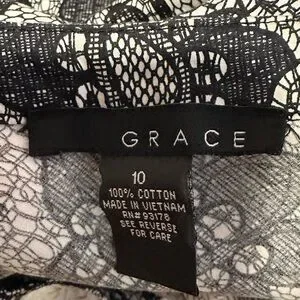 GRACE
10
100% COTTON
MADE IN VIETNAM
RN# 93178
SEE REVERSE
FOR CARE